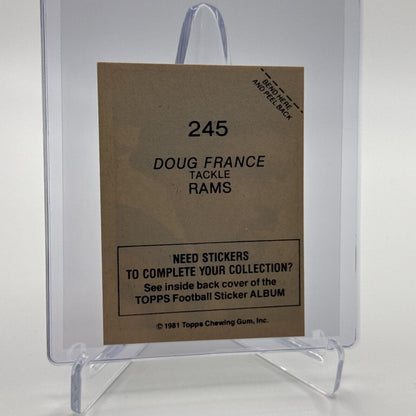 BEND HERE
AND PEEL BACK
245
DOUG FRANCE
TACKLE
RAMS
NEED STICKERS
TO COMPLETE YOUR COLLECTION?
See inside back cover of the
TOPPS Football Sticker ALBUM
© 1981 Topps Chewing Gum, Inc.